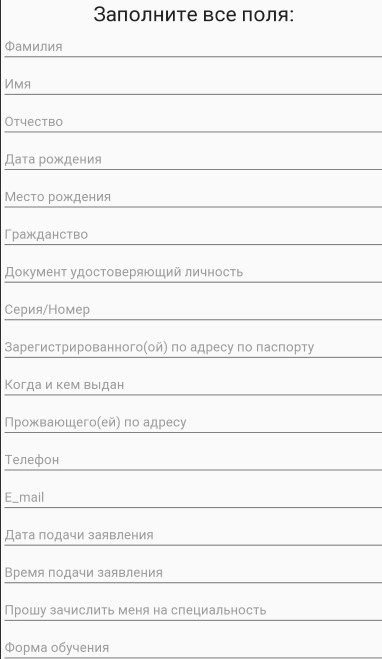 Заполните все поля:
Фамилия
Имя
Отчество
Дата рождения
Место рождения
Гражданство
Документ удостоверяющий личность
Серия/Номер
Зарегистрированного(ой) по адресу по паспорту
Когда и кем выдан
Прожвающего(ей) по адресу
Телефон
E_mail
Дата подачи заявления
Время подачи заявления
Прошу зачислить меня на специальность
Форма обучения